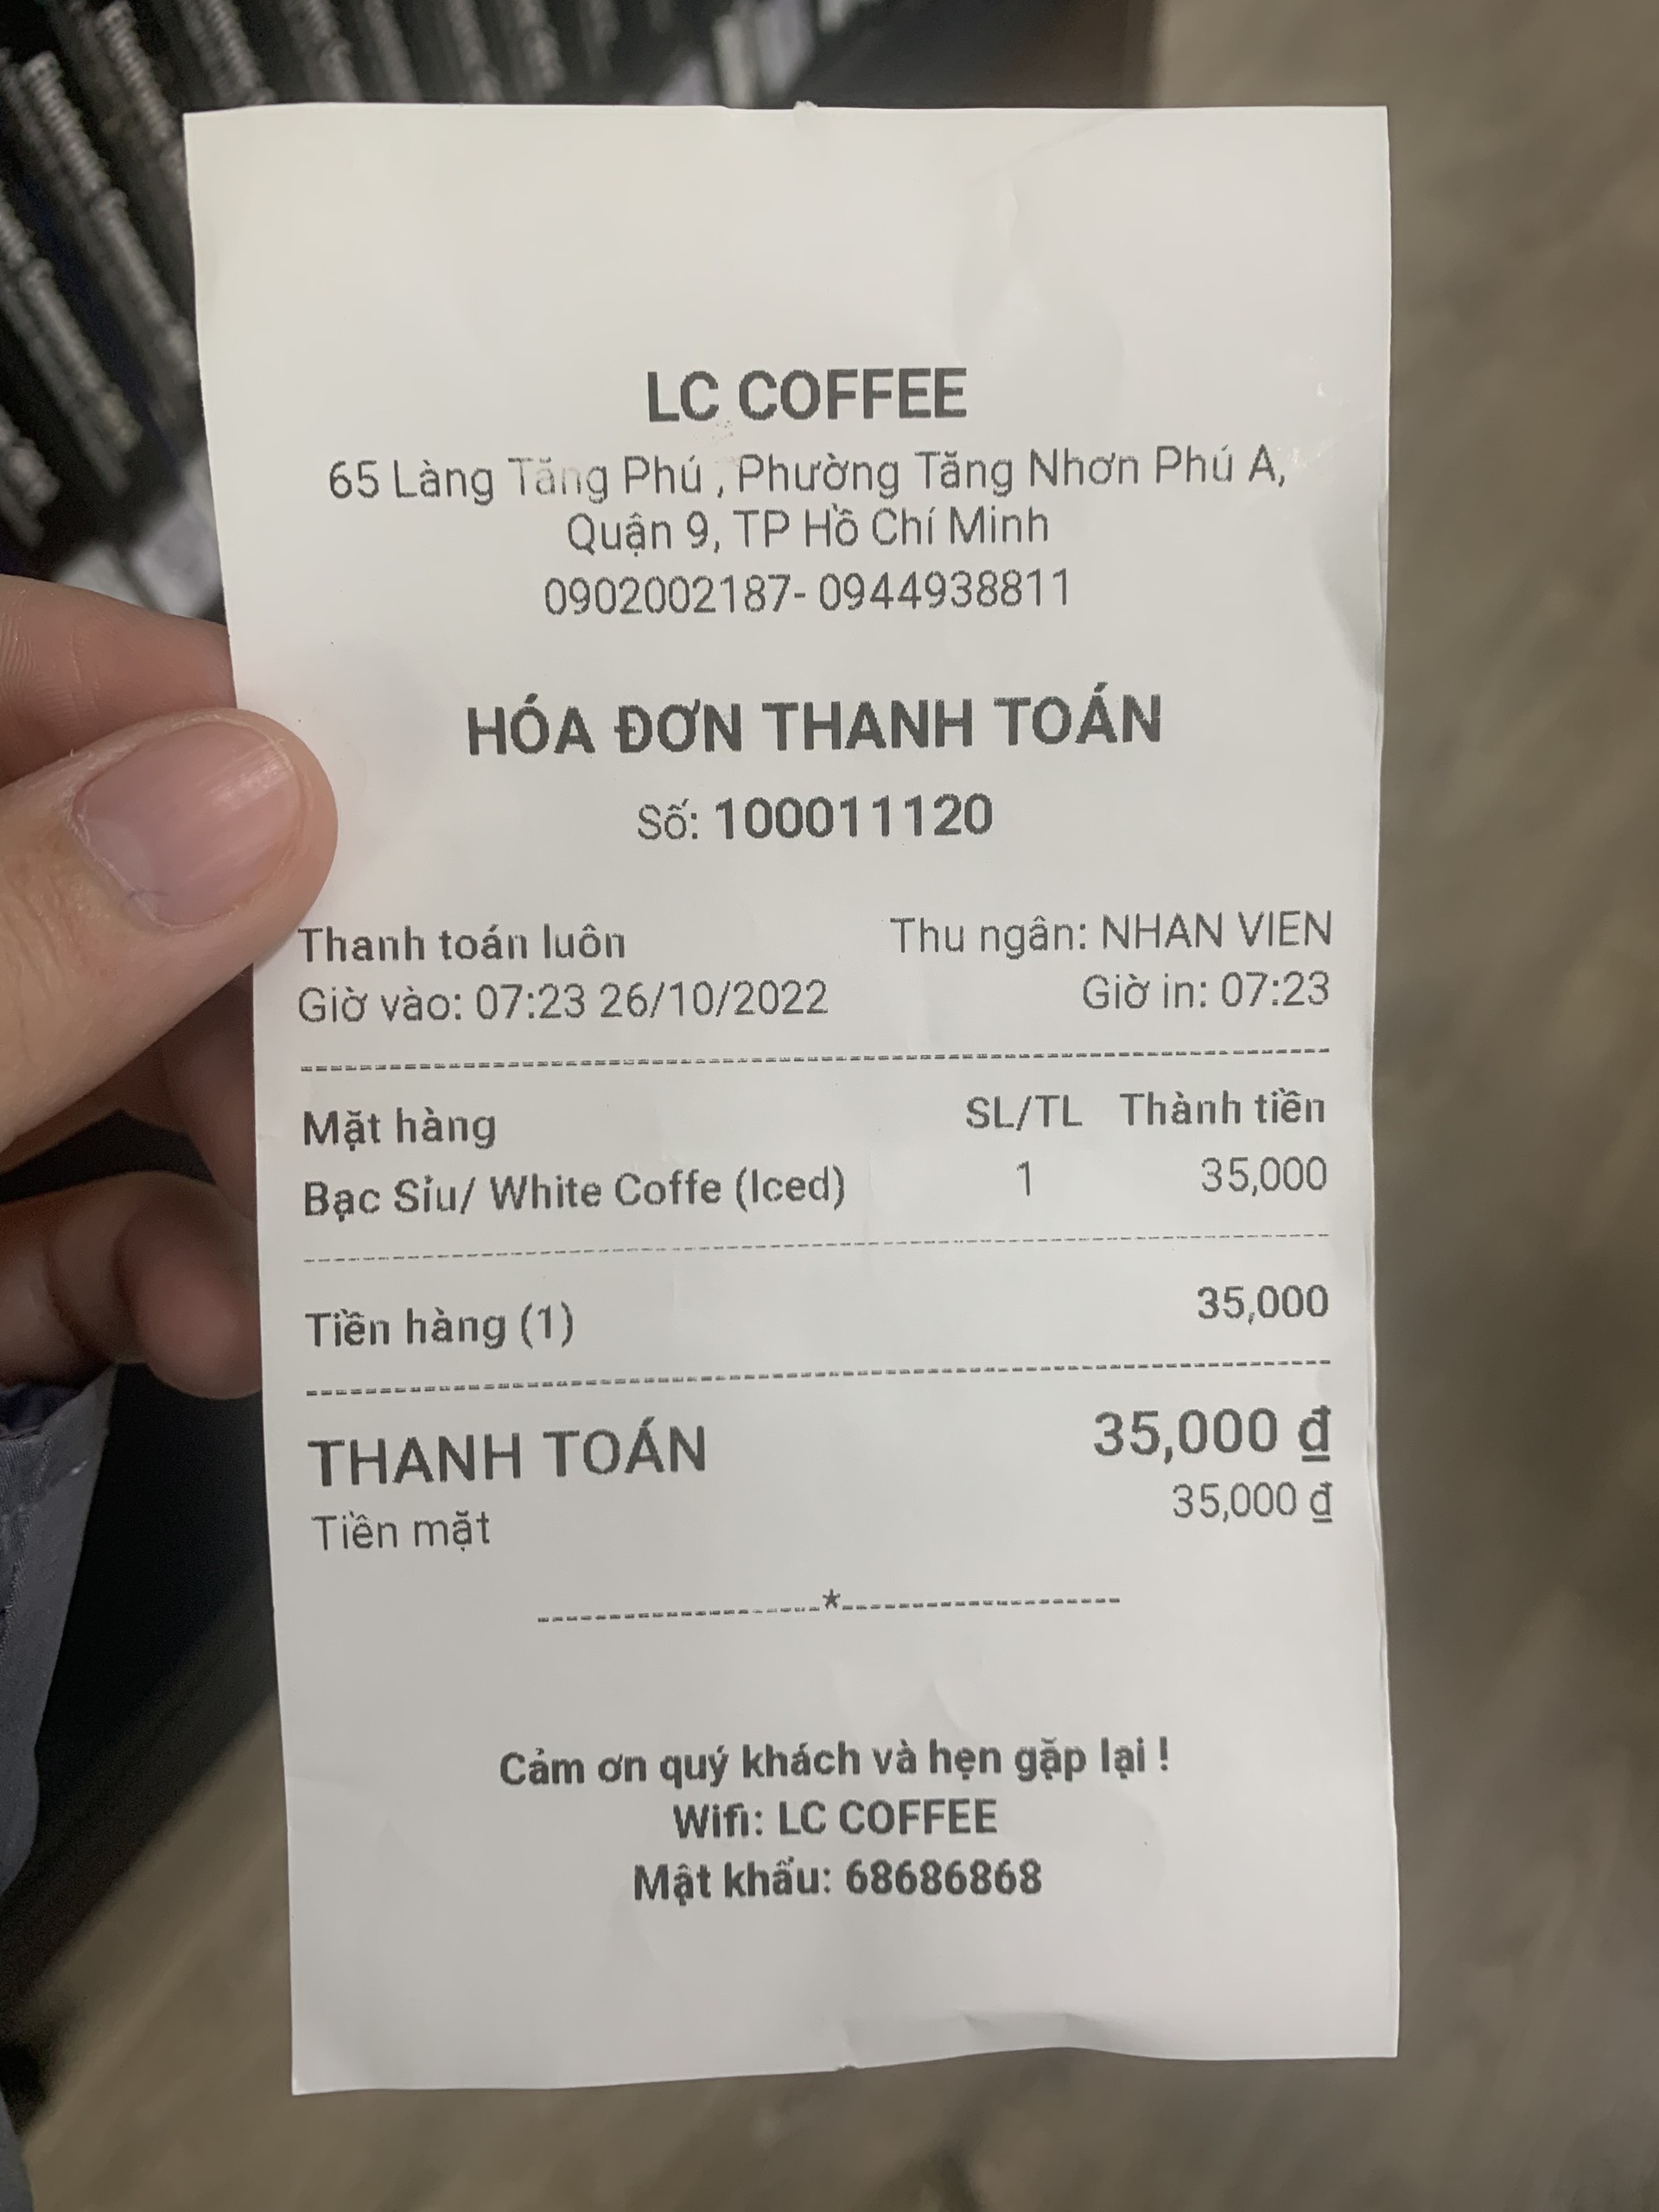 LC COFFEE
65 Làng Tăng Phú , Phường Tăng Nhơn Phú A,
Quận 9, TP Hồ Chí Minh
0902002187- 0944938811
HÓA ĐƠN THANH TOÁN
Số: 100011120
Thanh toán luôn Thu ngân: NHAN VIEN
Giờ vào: 07:23 26/10/2022 Giờ in: 07:23
Mặt hàng SL/TL Thành tiền
Bạc Sỉu/ White Coffe (Iced) 1 35,000
Tiền hàng (1) 35,000
THANH TOÁN 35,000 đ
Tiền mặt 35,000 đ
--------------------*--------------------
Cảm ơn quý khách và hẹn gặp lại !
Wifi: LC COFFEE
Mật khẩu: 68686868